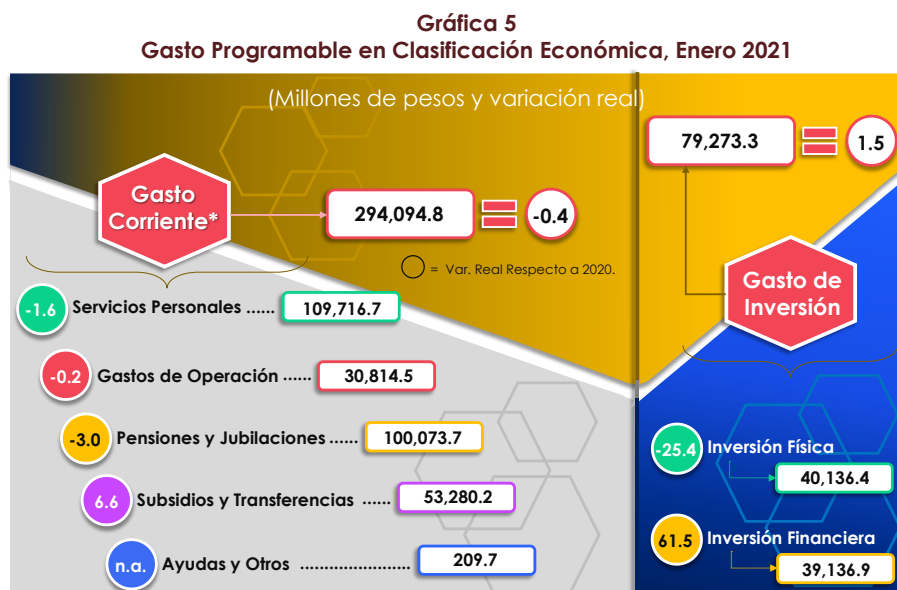 Gráfica 5
Gasto Programable en Clasificación Económica, Enero 2021
(Millones de pesos y variación real)
79,273.3 = 1.5
Gasto
Corriente*
294,094.8 = -0.4
= Var. Real Respecto a 2020.
Gasto de
Inversión
-1.6 Servicios Personales ...... 109,716.7
-0.2 Gastos de Operación ...... 30,814.5
-3.0 Pensiones y Jubilaciones ...... 100,073.7
6.6 Subsidios y Transferencias ...... 53,280.2
n.a. Ayudas y Otros ....................... 209.7
-25.4 Inversión Física
40,136.4
61.5 Inversión Financiera
39,136.9